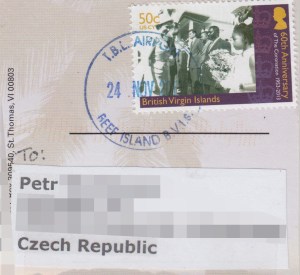 50c
60th Anniversary
of The Coronation 1953-2013
British Virgin Islands
T.B.L. AIRPORT
24 NOV
BEEF ISLAND B.V.I.
St. Thomas, VI 00803
To:
Petr
Czech Republic